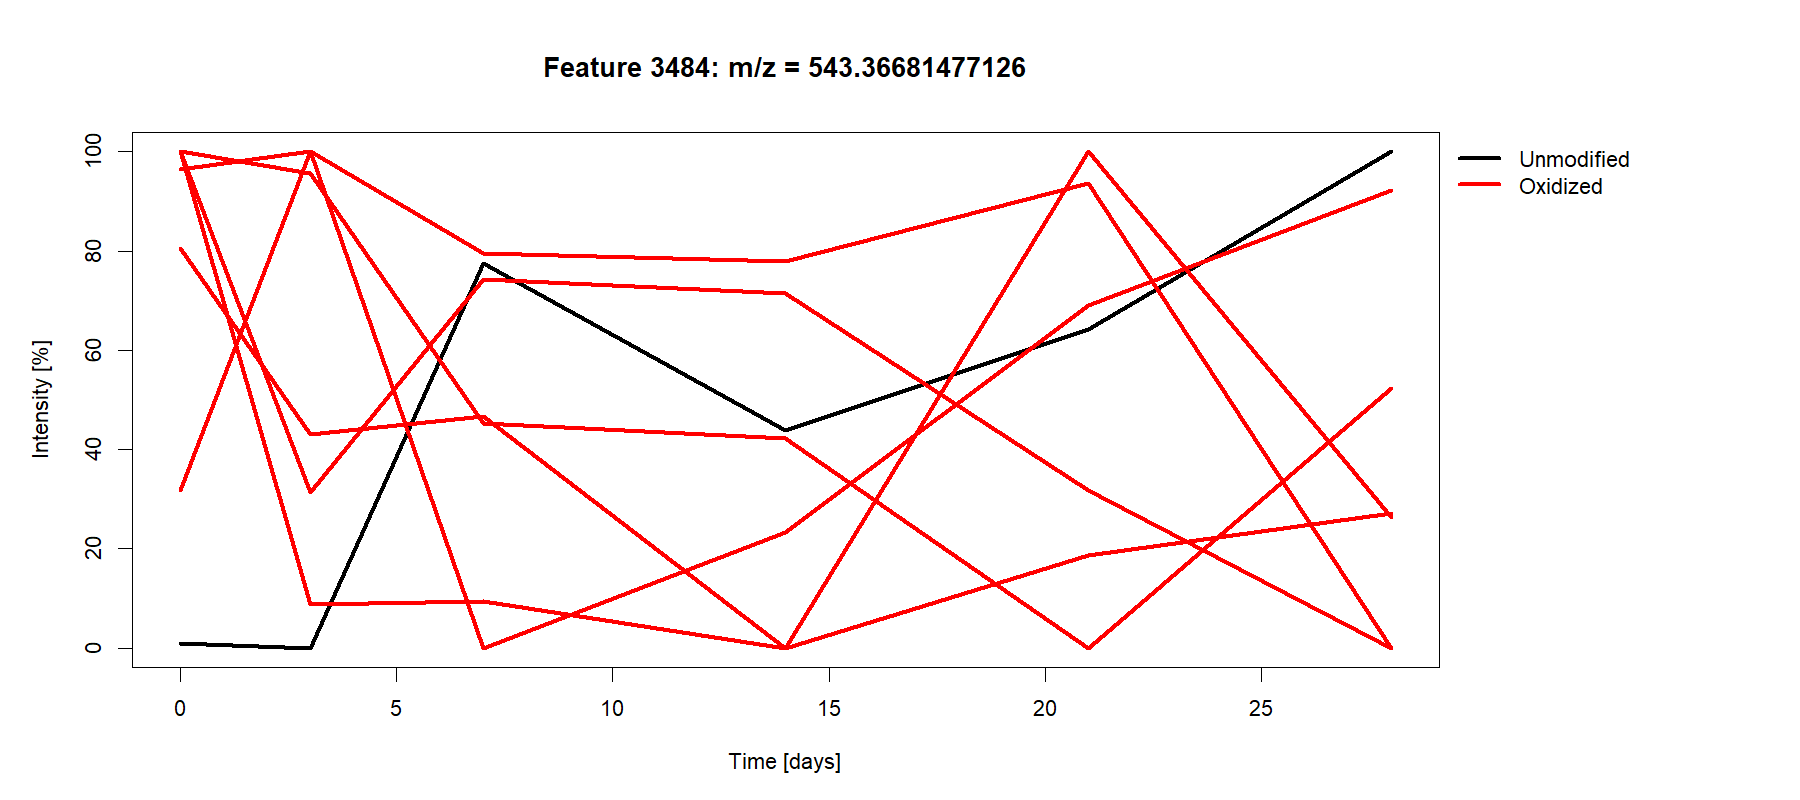 Feature 3484: m/z = 543.36681477126
Unmodified
Oxidized
Intensity [%]
100
80
60
40
20
0
0 5 10 15 20 25
Time [days]